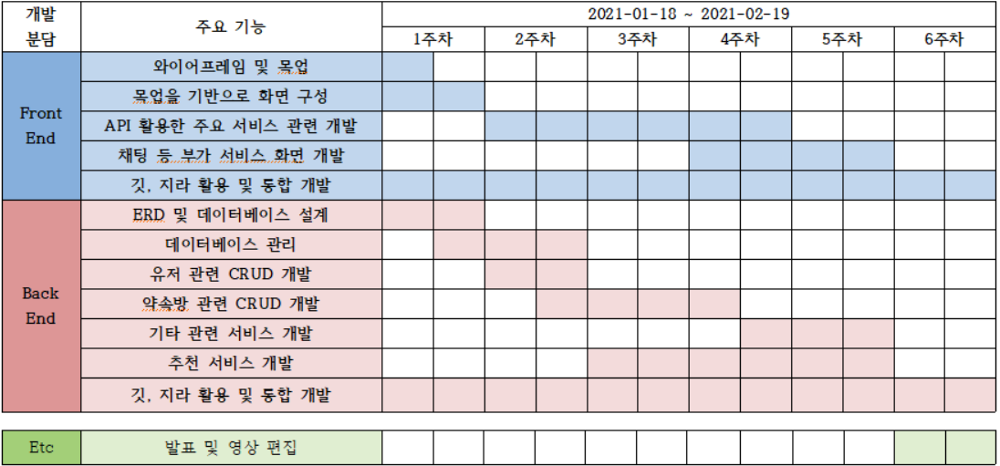 개발
분담
주요 기능
2021-01-18 ~ 2021-02-19
1주차 2주차 3주차 4주차 5주차 6주차
Front
End
와이어프레임 및 목업
목업을 기반으로 화면 구성
API 활용한 주요 서비스 관련 개발
채팅 등 부가 서비스 화면 개발
깃, 지라 활용 및 통합 개발
Back
End
ERD 및 데이터베이스 설계
데이터베이스 관리
유저 관련 CRUD 개발
약속방 관련 CRUD 개발
기타 관련 서비스 개발
추천 서비스 개발
깃, 지라 활용 및 통합 개발
Etc 발표 및 영상 편집